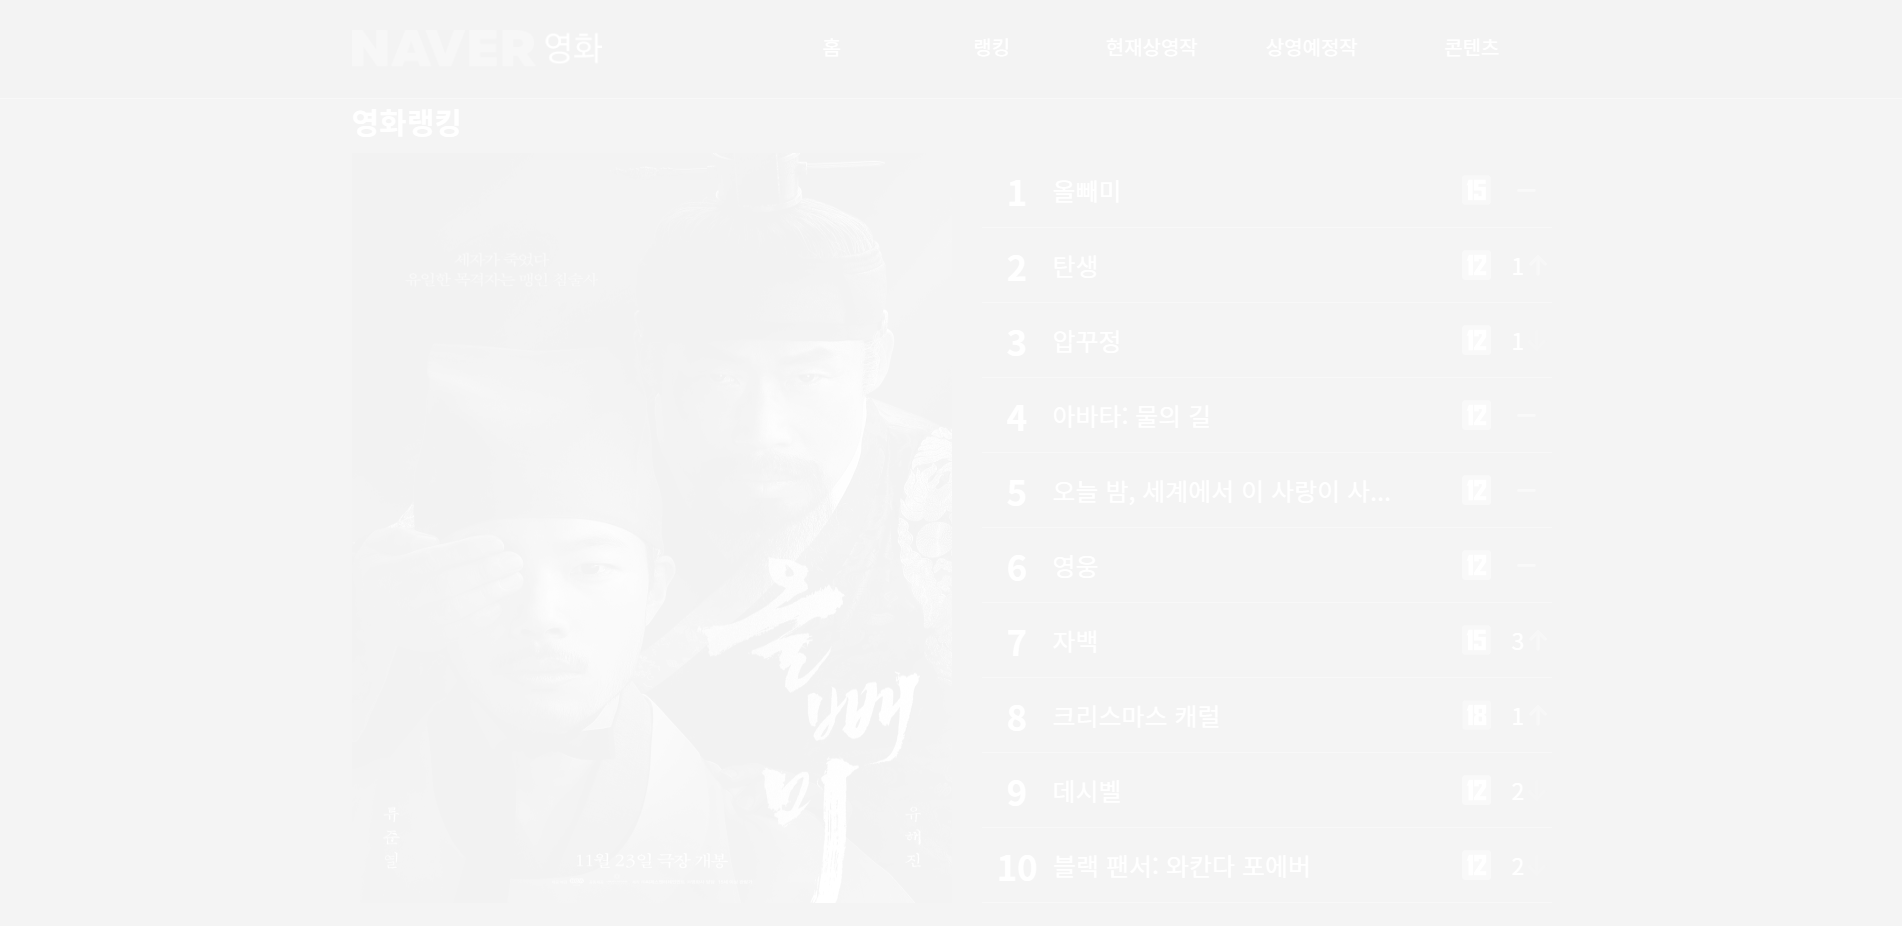 NAVER 영화
홈
랭킹
현재상영작
상영예정작
콘텐츠
영화랭킹
세자가 죽었다
유일한 목격자는 맹인 침술사
올빼미
류준열
유해진
11월 23일 극장 개봉
1 올빼미 15
2 탄생 12 1↑
3 압꾸정 12 1
4 아바타: 물의 길 12
5 오늘 밤, 세계에서 이 사랑이 사... 12
6 영웅 12
7 자백 15 3↑
8 크리스마스 캐럴 18 1↑
9 데시벨 12 2
10 블랙 팬서: 와칸다 포에버 12 2